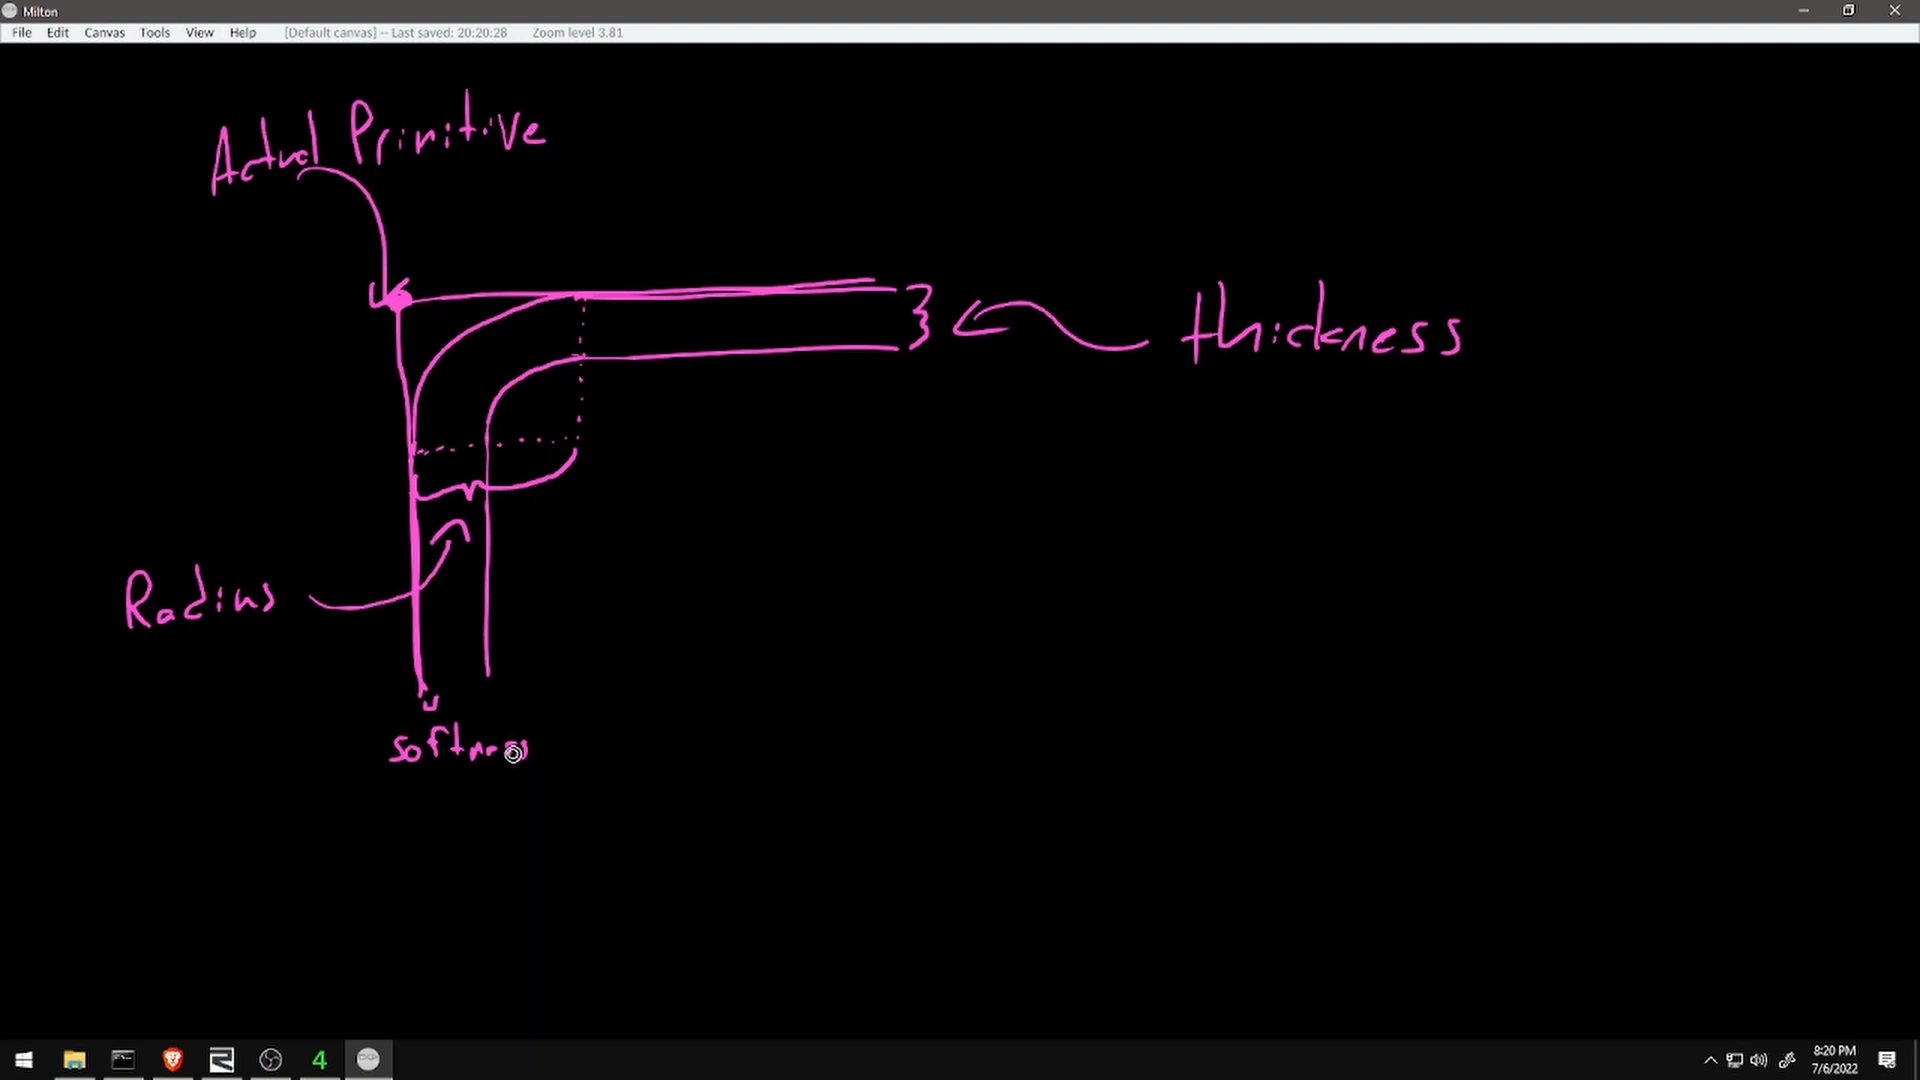 Milton
File Edit Canvas Tools View Help [Default canvas] -- Last saved: 20:20:28 Zoom level 3.81
Actual Primitive
thickness
Radius
softness
4
8:20 PM
7/6/2022